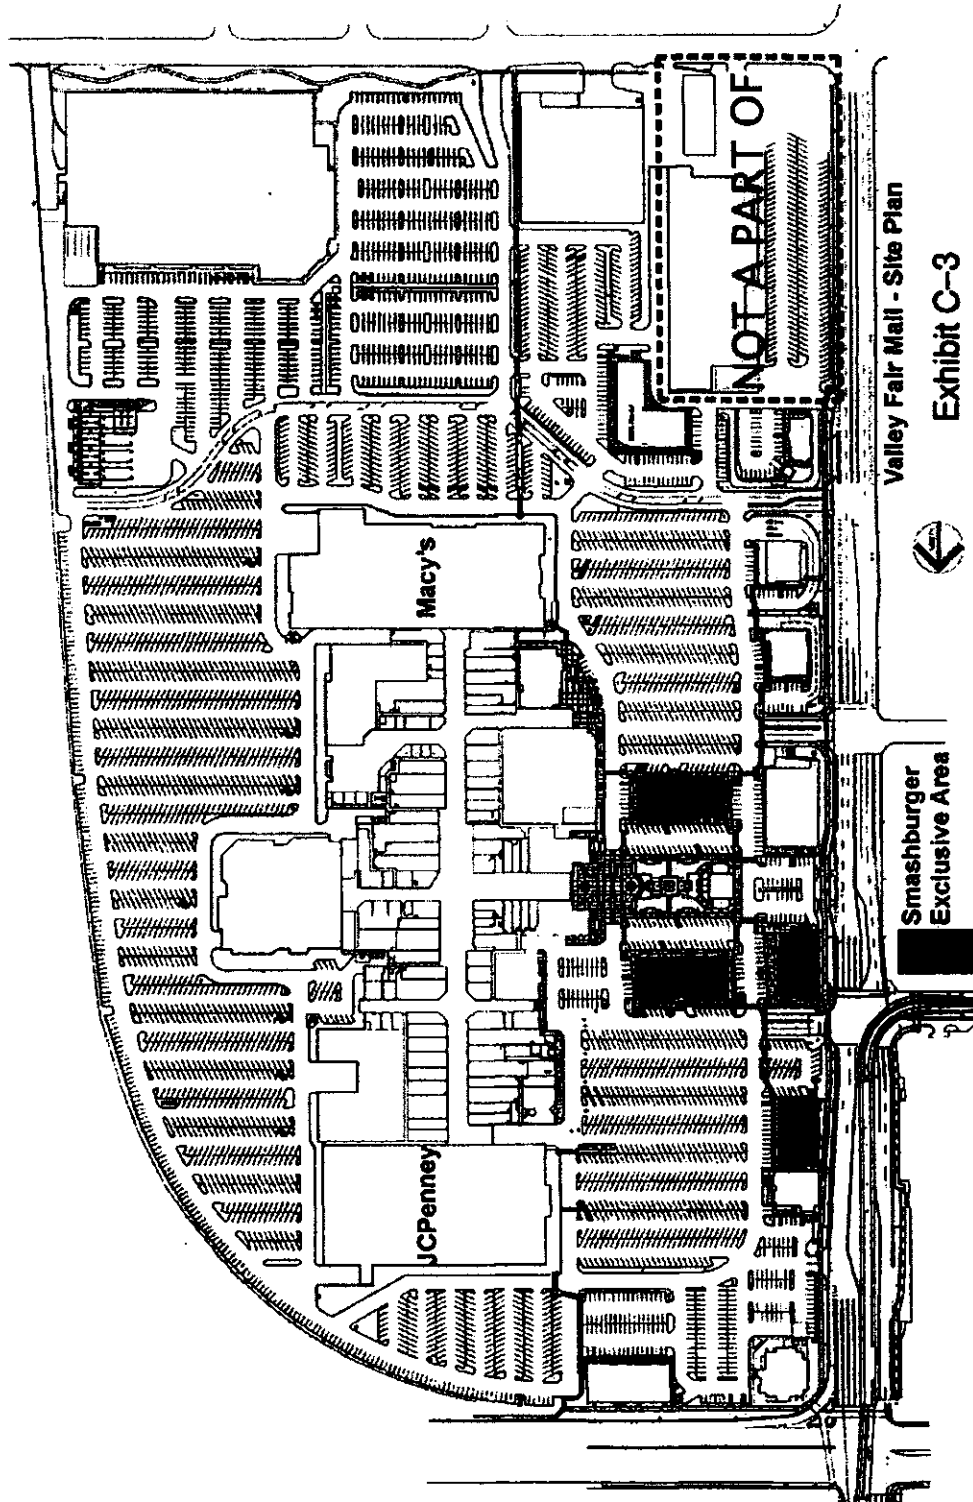 NOT A PART OF
Macy's
JCPenney
Valley Fair Mall - Site Plan
Exhibit C-3
Smashburger
Exclusive Area